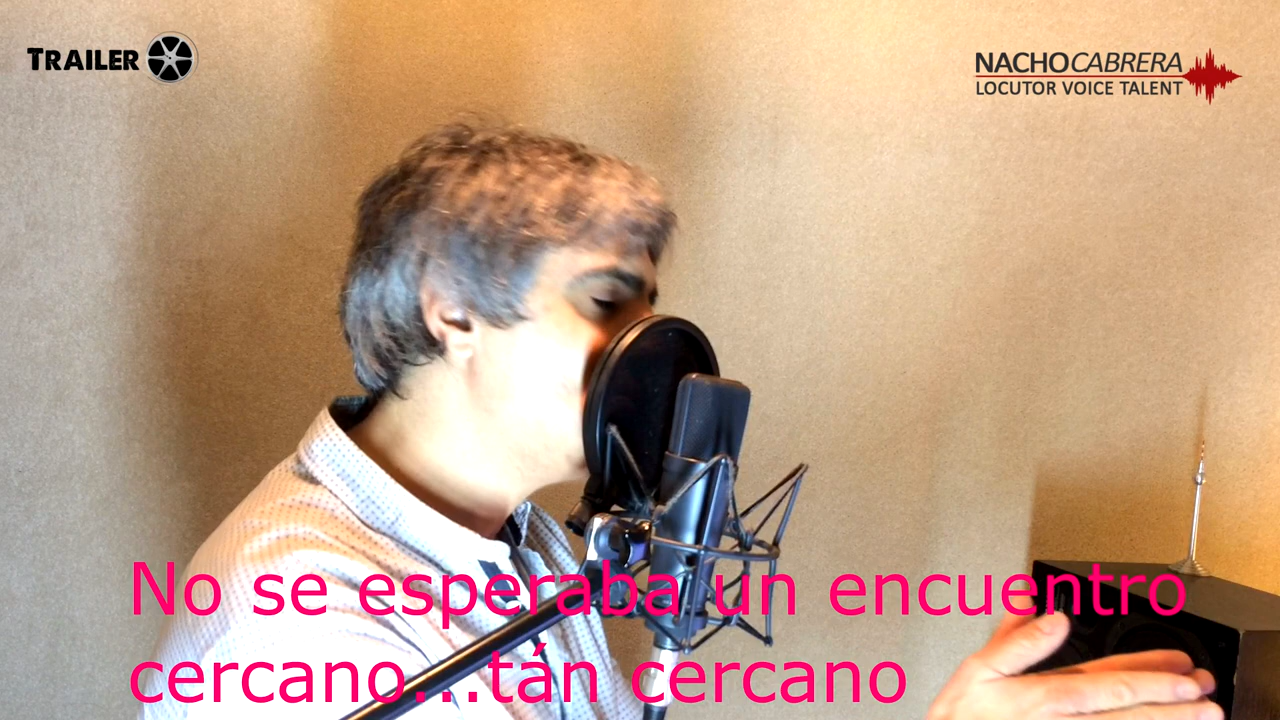 TRAILER
NACHOCABRERA
LOCUTOR VOICE TALENT
No se esperaba un encuentro
cercano...tán cercano